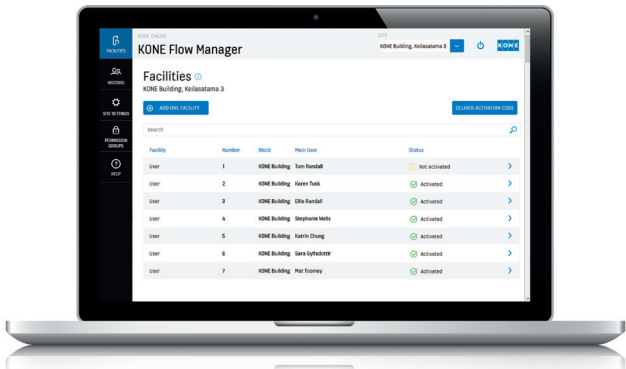 KONE ONLINE
KONE Flow Manager
SITE
KONE Building, Keilasatama 3
KONE
FACILITIES
VISITORS
SITE SETTINGS
PERMISSION
GROUPS
HELP
Facilities
KONE Building, Keilasatama 3
ADD ONE FACILITY
DELIVER ACTIVATION CODE
Search
Facility Number Block Main User Status
User 1 KONE Building Tom Randall Not activated
User 2 KONE Building Karen Tusk Activated
User 3 KONE Building Ellie Randall Activated
User 4 KONE Building Stephanie Wells Activated
User 5 KONE Building Katrin Chung Activated
User 6 KONE Building Sara Gylfadottir Activated
User 7 KONE Building Mat Toomey Activated